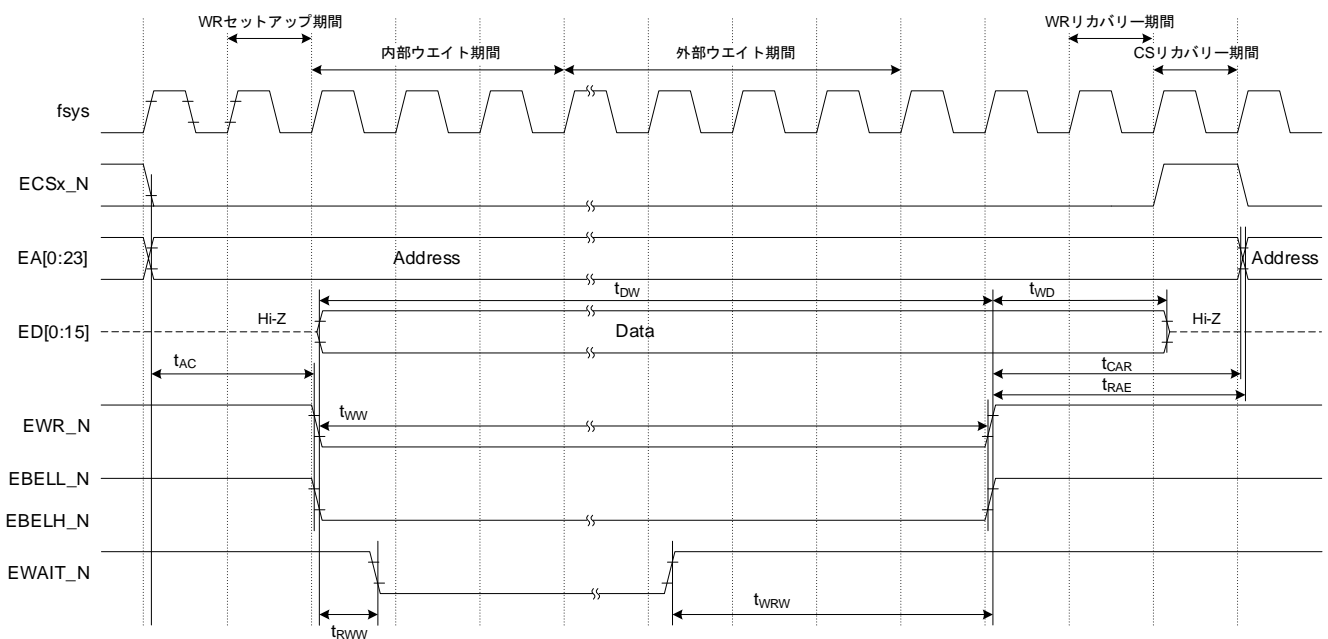 WRセットアップ期間
WRリカバリー期間
内部ウエイト期間
外部ウエイト期間
CSリカバリー期間
fsys
ECSx_N
EA[0:23]
Address
Address
tDW
tWD
ED[0:15]
Hi-Z
Data
Hi-Z
tAC
tCAR
tRAE
EWR_N
tWW
EBELL_N
EBELH_N
EWAIT_N
tWRW
tRWW